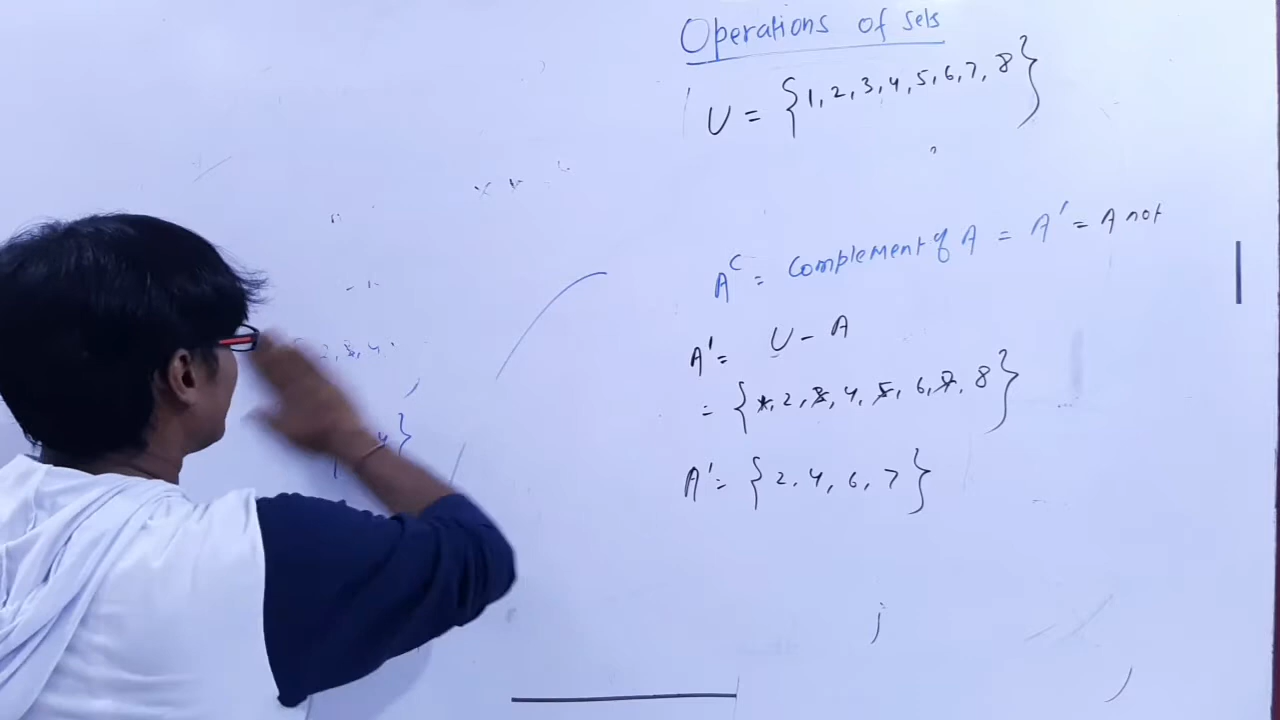 Operations of sets
U = {1, 2, 3, 4, 5, 6, 7, 8}
Aᶜ = Complement of A = A' = A not
A' = U - A
= {1, 2, 3, 4, 5, 6, 7, 8}
A' = {2, 4, 6, 7}